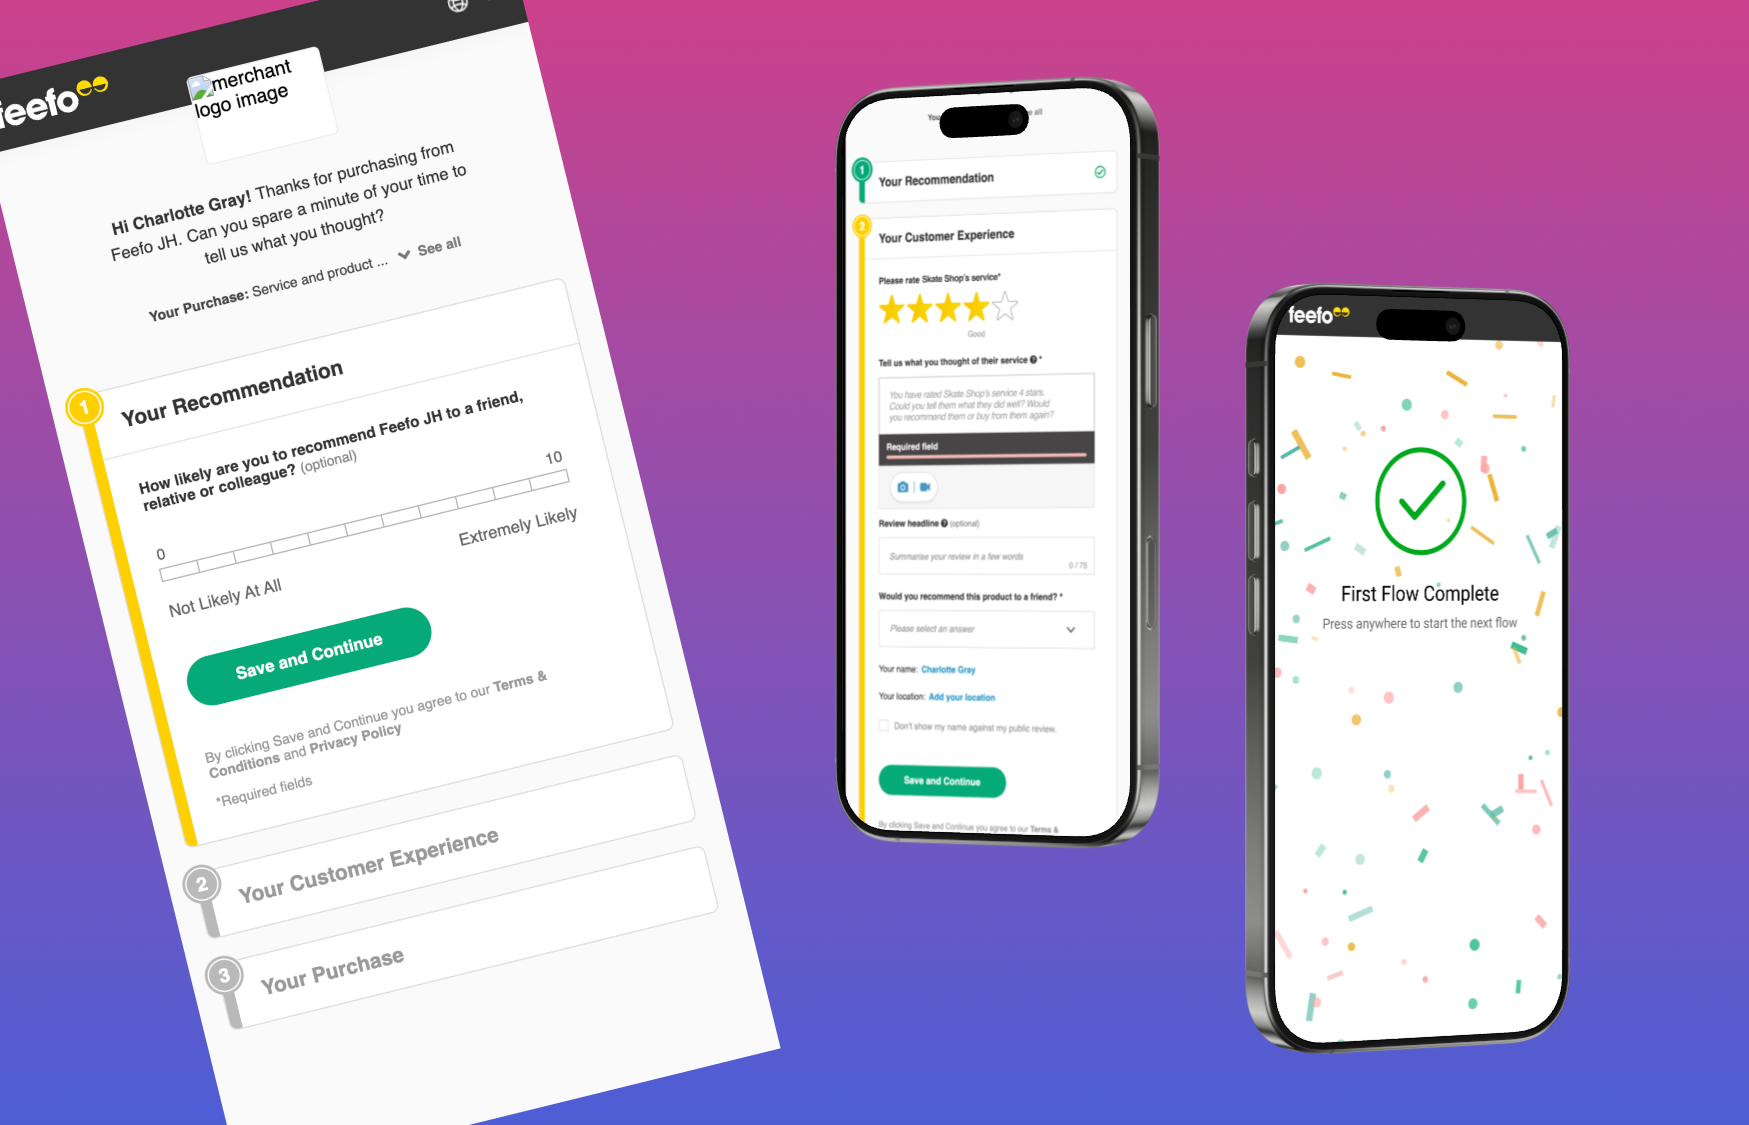 feefo
merchant
logo image
Hi Charlotte Gray! Thanks for purchasing from
Feefo JH. Can you spare a minute of your time to
tell us what you thought?
Your Purchase: Service and product ... See all
1
Your Recommendation
How likely are you to recommend Feefo JH to a friend,
relative or colleague? (optional)
0 10
Not Likely At All Extremely Likely
Save and Continue
By clicking Save and Continue you agree to our Terms &
Conditions and Privacy Policy
*Required fields
2 Your Customer Experience
3 Your Purchase
You e all
1 Your Recommendation
2 Your Customer Experience
Please rate Skate Shop's service*
Good
Tell us what you thought of their service ? *
You have rated Skate Shop's service 4 stars.
Could you tell them what they did well? Would
you recommend them or buy from them again?
Required field
Review headline ? (optional)
Summarise your review in a few words
0 / 75
Would you recommend this product to a friend? *
Please select an answer
Your name: Charlotte Gray
Your location: Add your location
Don't show my name against my public review.
Save and Continue
By clicking Save and Continue you agree to our Terms &
feefo
First Flow Complete
Press anywhere to start the next flow